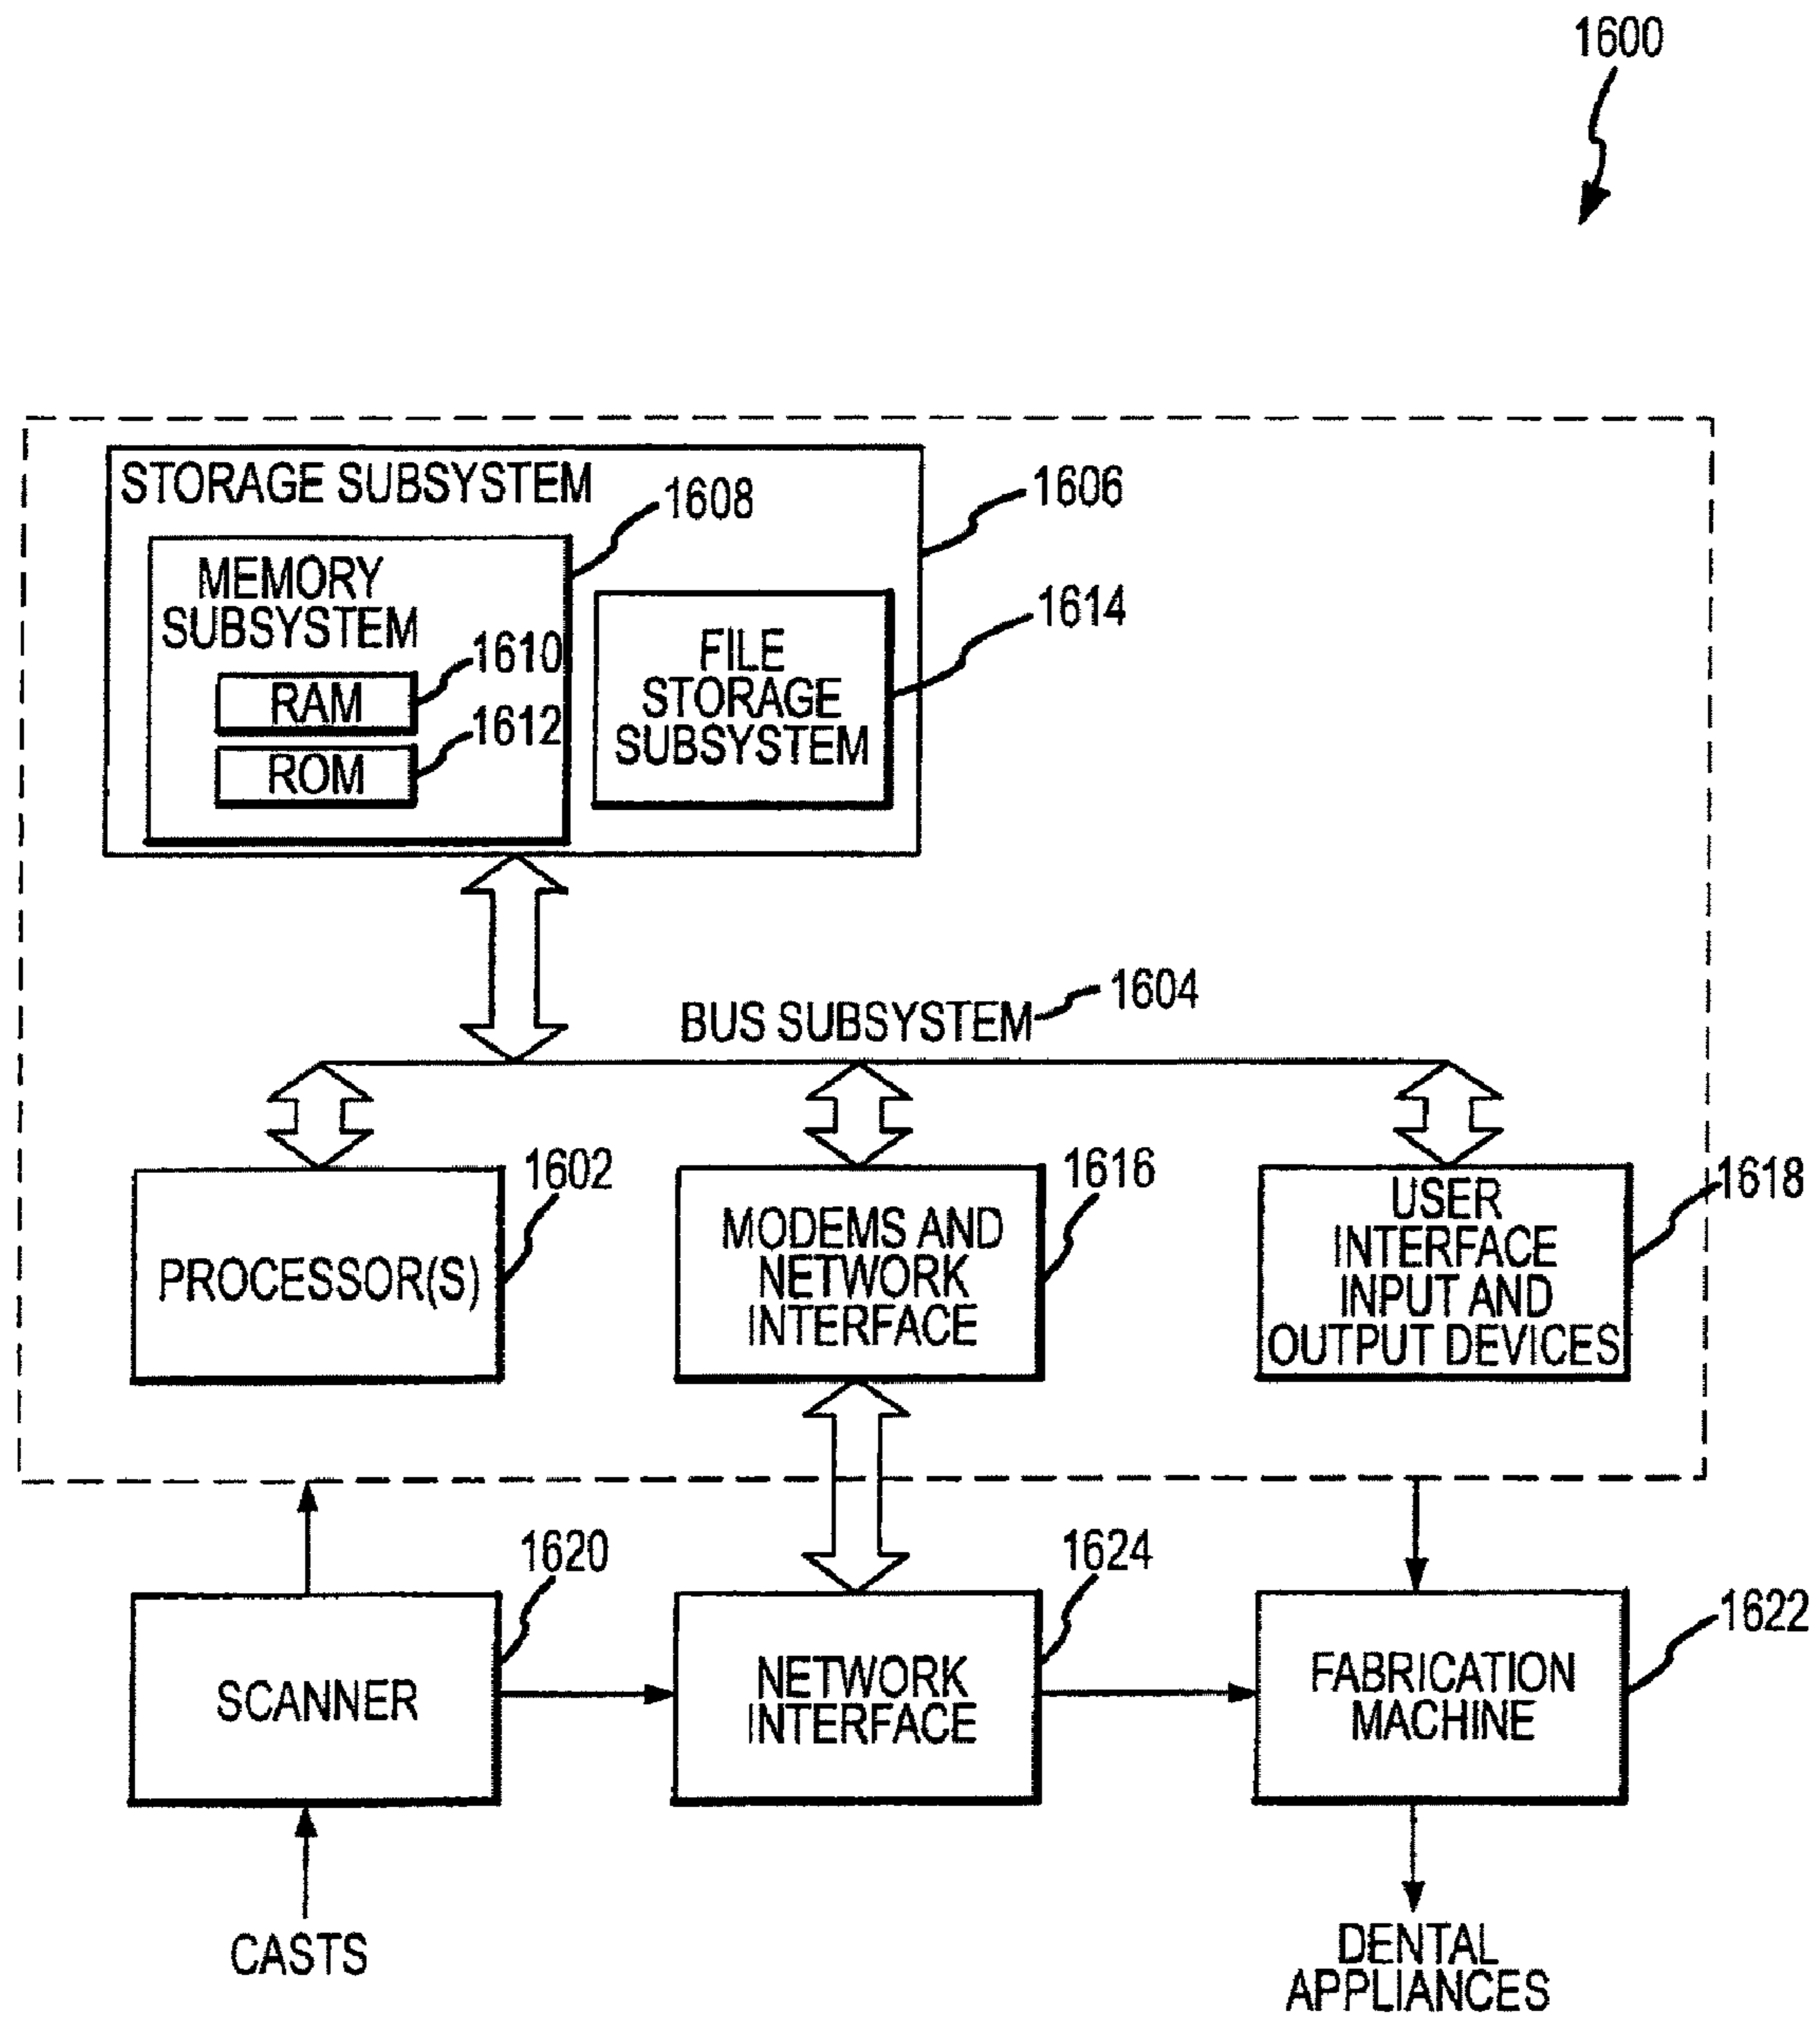 1600
STORAGE SUBSYSTEM
1608
1606
MEMORY
SUBSYSTEM
1610
RAM
1612
ROM
1614
FILE
STORAGE
SUBSYSTEM
BUS SUBSYSTEM
1604
1602
PROCESSOR(S)
1616
MODEMS AND
NETWORK
INTERFACE
1618
USER
INTERFACE
INPUT AND
OUTPUT DEVICES
1620
SCANNER
1624
NETWORK
INTERFACE
1622
FABRICATION
MACHINE
CASTS
DENTAL
APPLIANCES